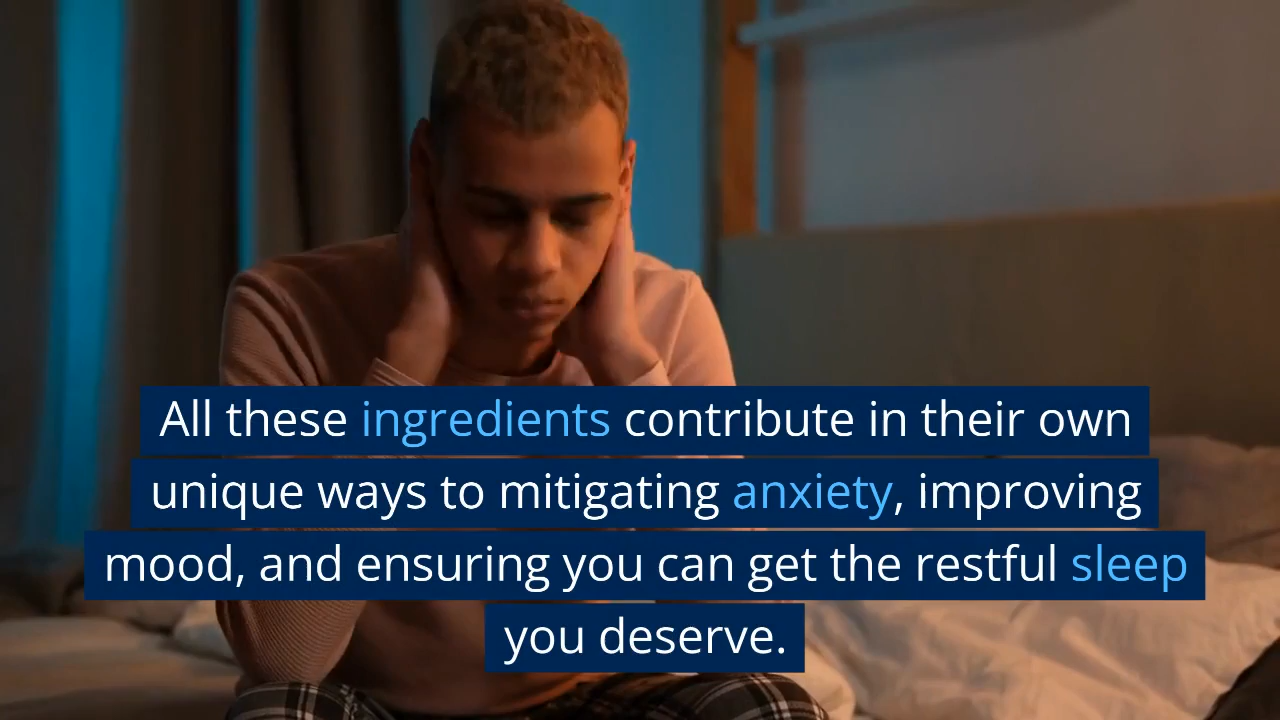 All these ingredients contribute in their own
unique ways to mitigating anxiety, improving
mood, and ensuring you can get the restful sleep
you deserve.